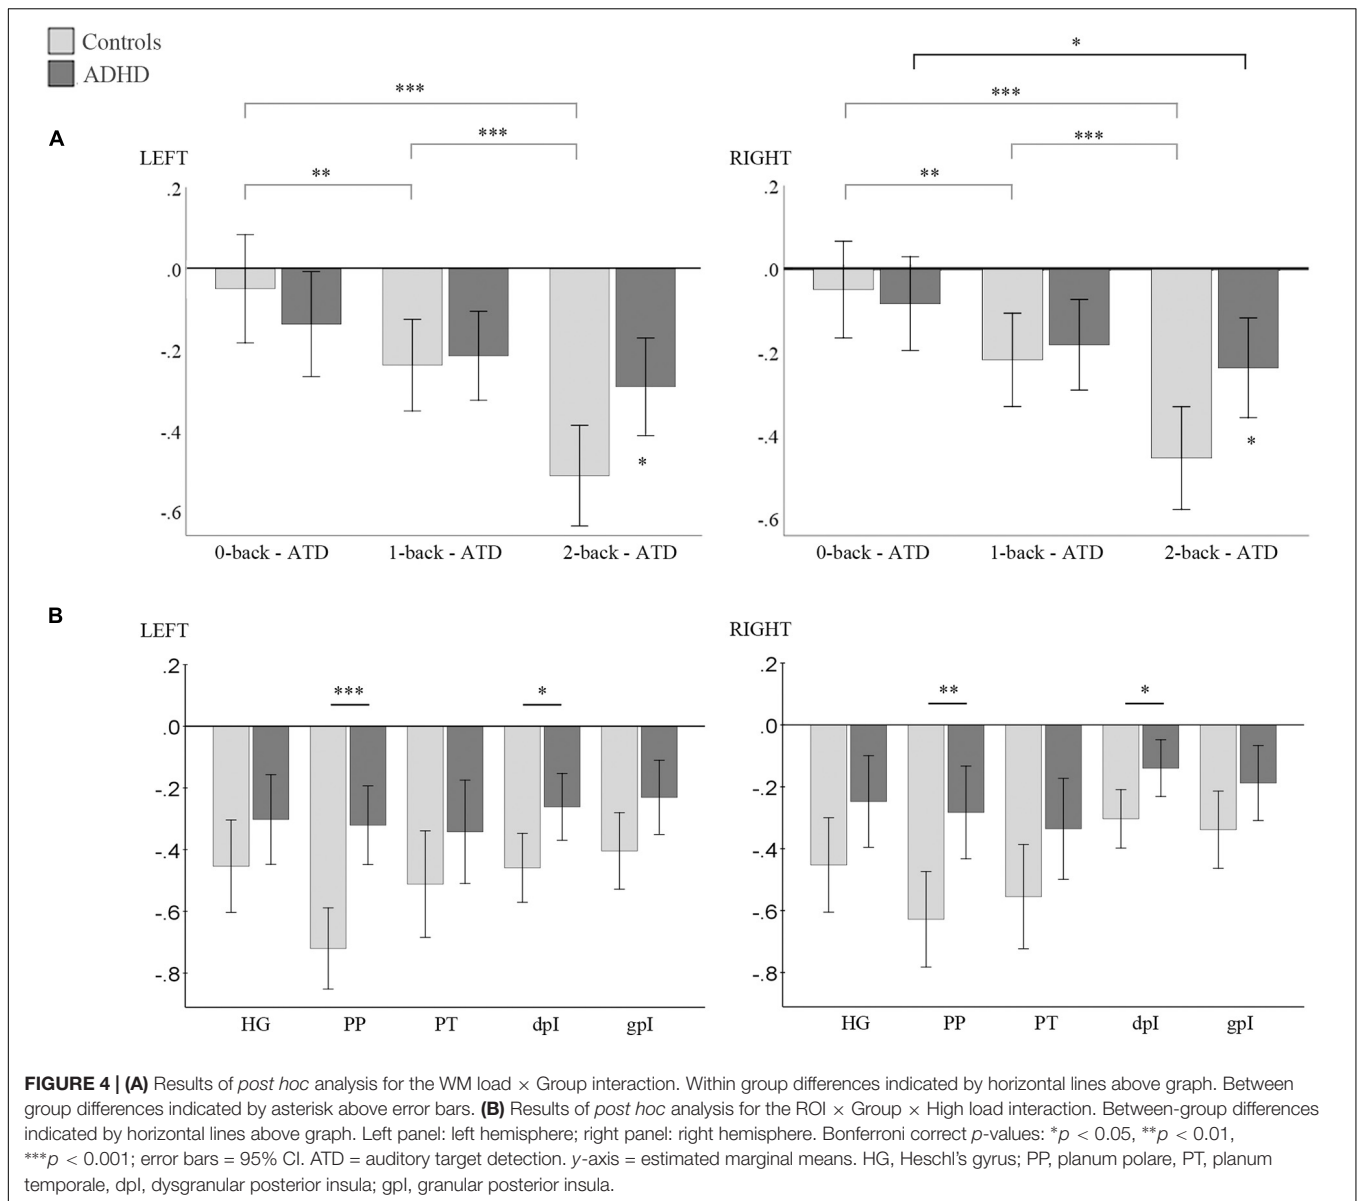 Controls
ADHD
A
LEFT
***
***
**
.2
.0
-.2
-.4
-.6
*
0-back - ATD 1-back - ATD 2-back - ATD
RIGHT
*
***
***
**
.2
.0
-.2
-.4
-.6
*
0-back - ATD 1-back - ATD 2-back - ATD
B
LEFT
*** *
.2
.0
-.2
-.4
-.6
-.8
HG PP PT dpI gpI
RIGHT
** *
.2
.0
-.2
-.4
-.6
-.8
HG PP PT dpI gpI
FIGURE 4 | (A) Results of post hoc analysis for the WM load × Group interaction. Within group differences indicated by horizontal lines above graph. Between
group differences indicated by asterisk above error bars. (B) Results of post hoc analysis for the ROI × Group × High load interaction. Between-group differences
indicated by horizontal lines above graph. Left panel: left hemisphere; right panel: right hemisphere. Bonferroni correct p-values: *p < 0.05, **p < 0.01,
***p < 0.001; error bars = 95% CI. ATD = auditory target detection. y-axis = estimated marginal means. HG, Heschl's gyrus; PP, planum polare, PT, planum
temporale, dpI, dysgranular posterior insula; gpI, granular posterior insula.